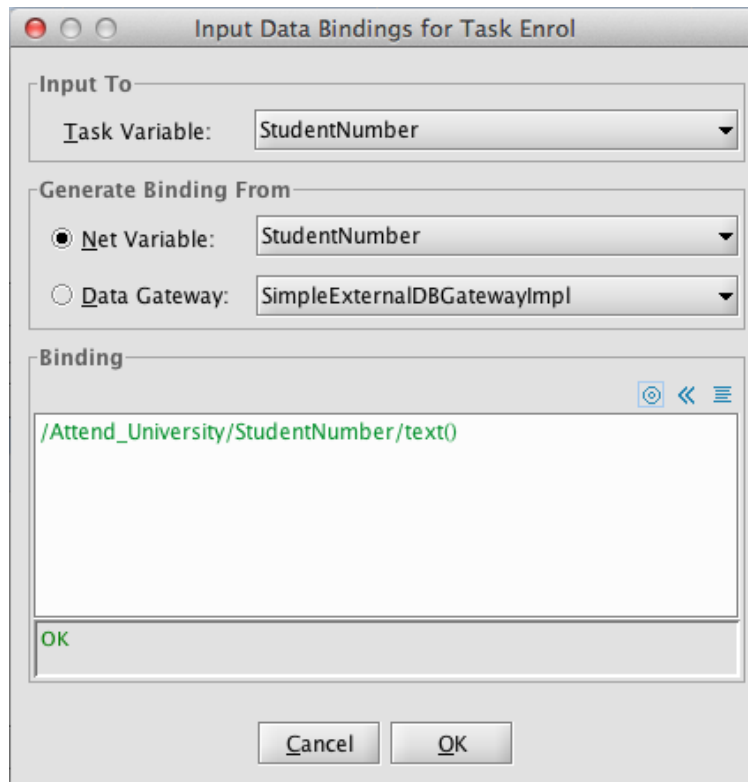 Input Data Bindings for Task Enrol
Input To
Task Variable: StudentNumber
Generate Binding From
Net Variable: StudentNumber
Data Gateway: SimpleExternalDBGatewayImpl
Binding
/Attend_University/StudentNumber/text()
OK
Cancel OK